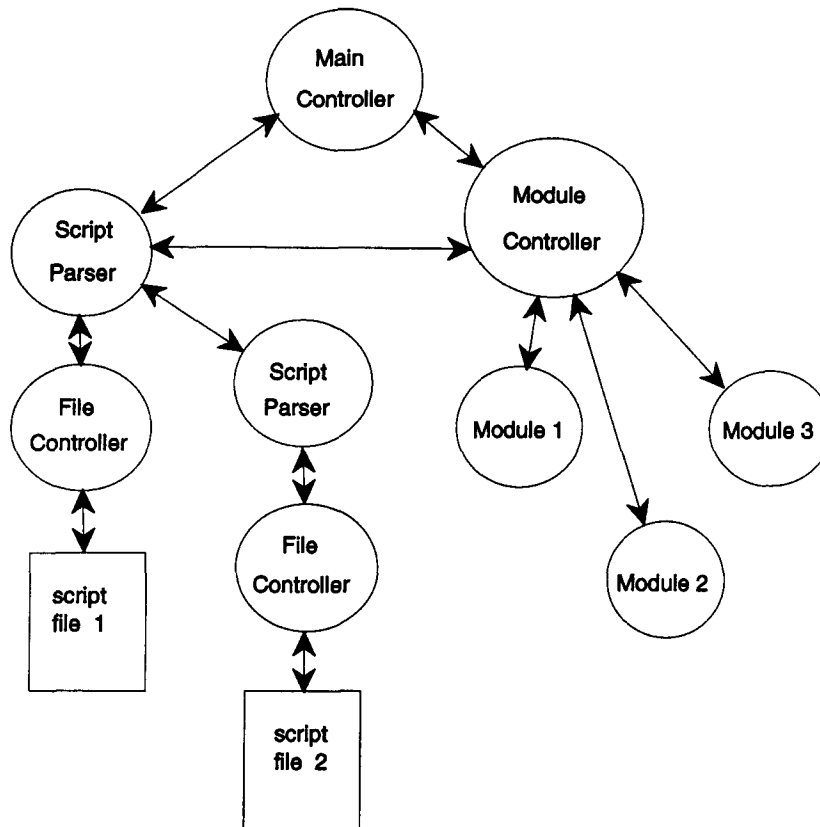 Main
Controller
Module
Controller
Script
Parser
Script
Parser
File
Controller
Module 1
Module 3
File
Controller
Module 2
script
file 1
script
file 2